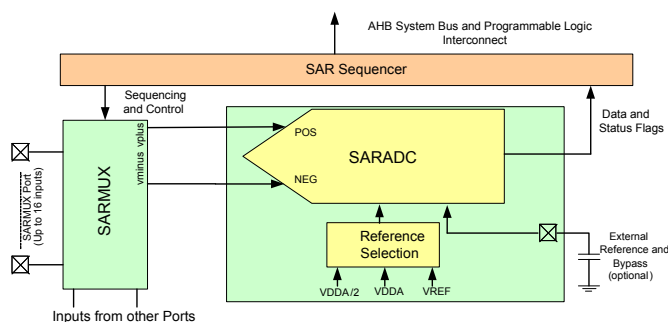 AHB System Bus and Programmable Logic
Interconnect
SAR Sequencer
Sequencing
and Control
Data and
Status Flags
vminus vplus
POS
SARADC
NEG
SARMUX
SARMUX Port
(Up to 16 inputs)
Reference
Selection
External
Reference and
Bypass
(optional)
VDDA/2 VDDA VREF
Inputs from other Ports